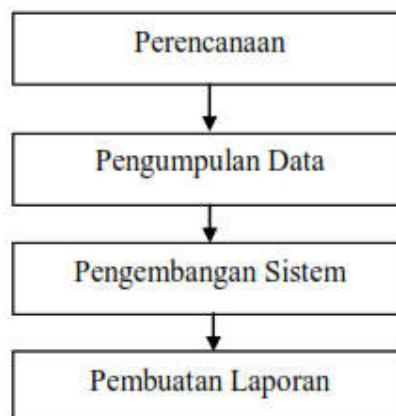 Perencanaan
Pengumpulan Data
Pengembangan Sistem
Pembuatan Laporan